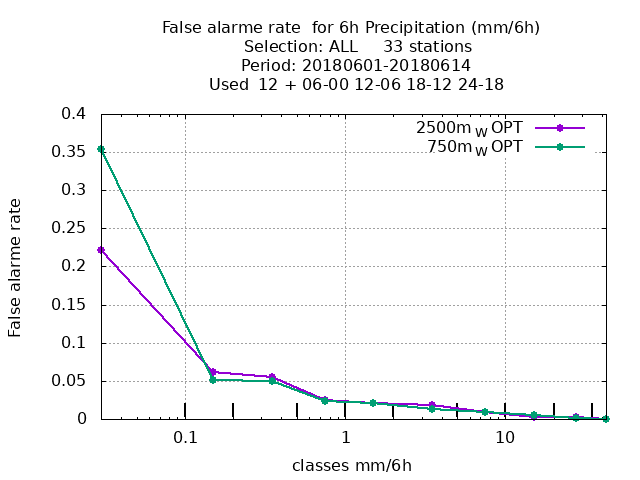 False alarme rate  for 6h Precipitation (mm/6h)
Selection: ALL     33 stations
Period: 20180601-20180614
Used  12 + 06-00 12-06 18-12 24-18
2500m W OPT
750m W OPT
0.4
0.35
0.3
0.25
0.2
0.15
0.1
0.05
0
False alarme rate
0.1 1 10
classes mm/6h